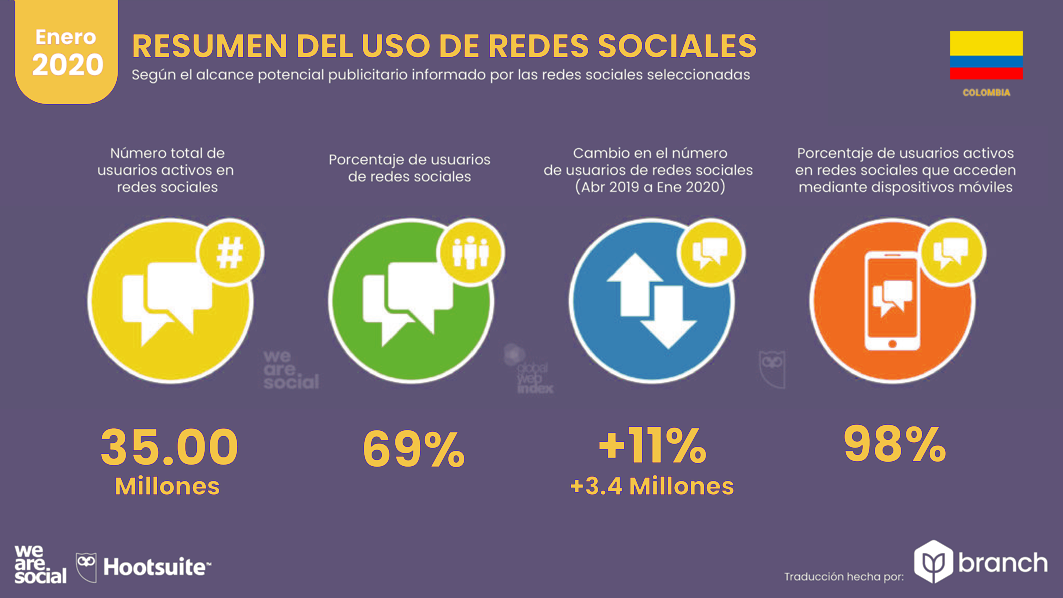 Enero
2020
RESUMEN DEL USO DE REDES SOCIALES
Según el alcance potencial publicitario informado por las redes sociales seleccionadas
COLOMBIA
Número total de
usuarios activos en
redes sociales
Porcentaje de usuarios
de redes sociales
Cambio en el número
de usuarios de redes sociales
(Abr 2019 a Ene 2020)
Porcentaje de usuarios activos
en redes sociales que acceden
mediante dispositivos móviles
#
we
are
social
global
web
index
35.00
Millones
69%
+11%
+3.4 Millones
98%
we
are
social
Hootsuite™
Traducción hecha por:
branch